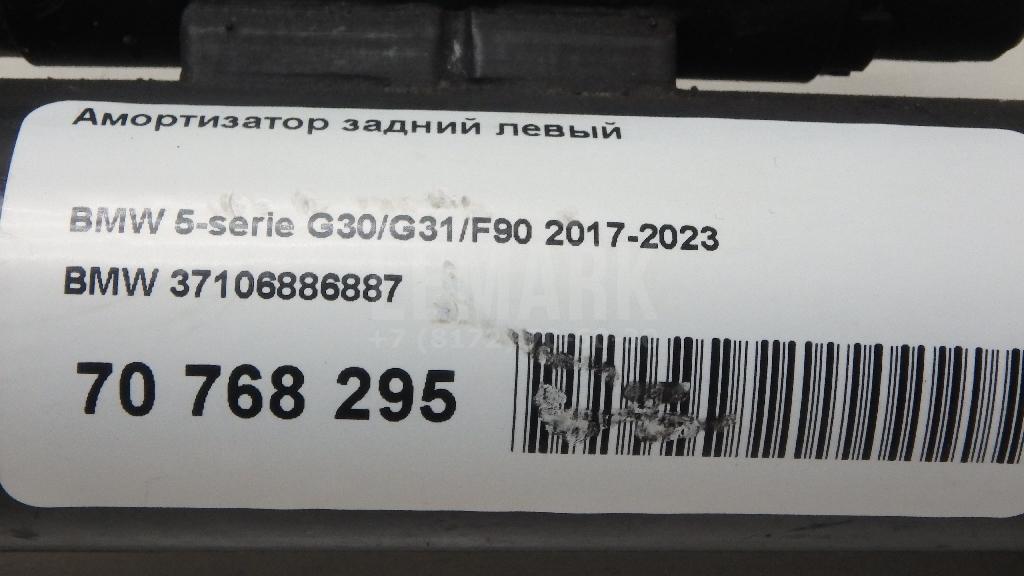 Амортизатор задний левый
BMW 5-serie G30/G31/F90 2017-2023
BMW 37106886887
70 768 295